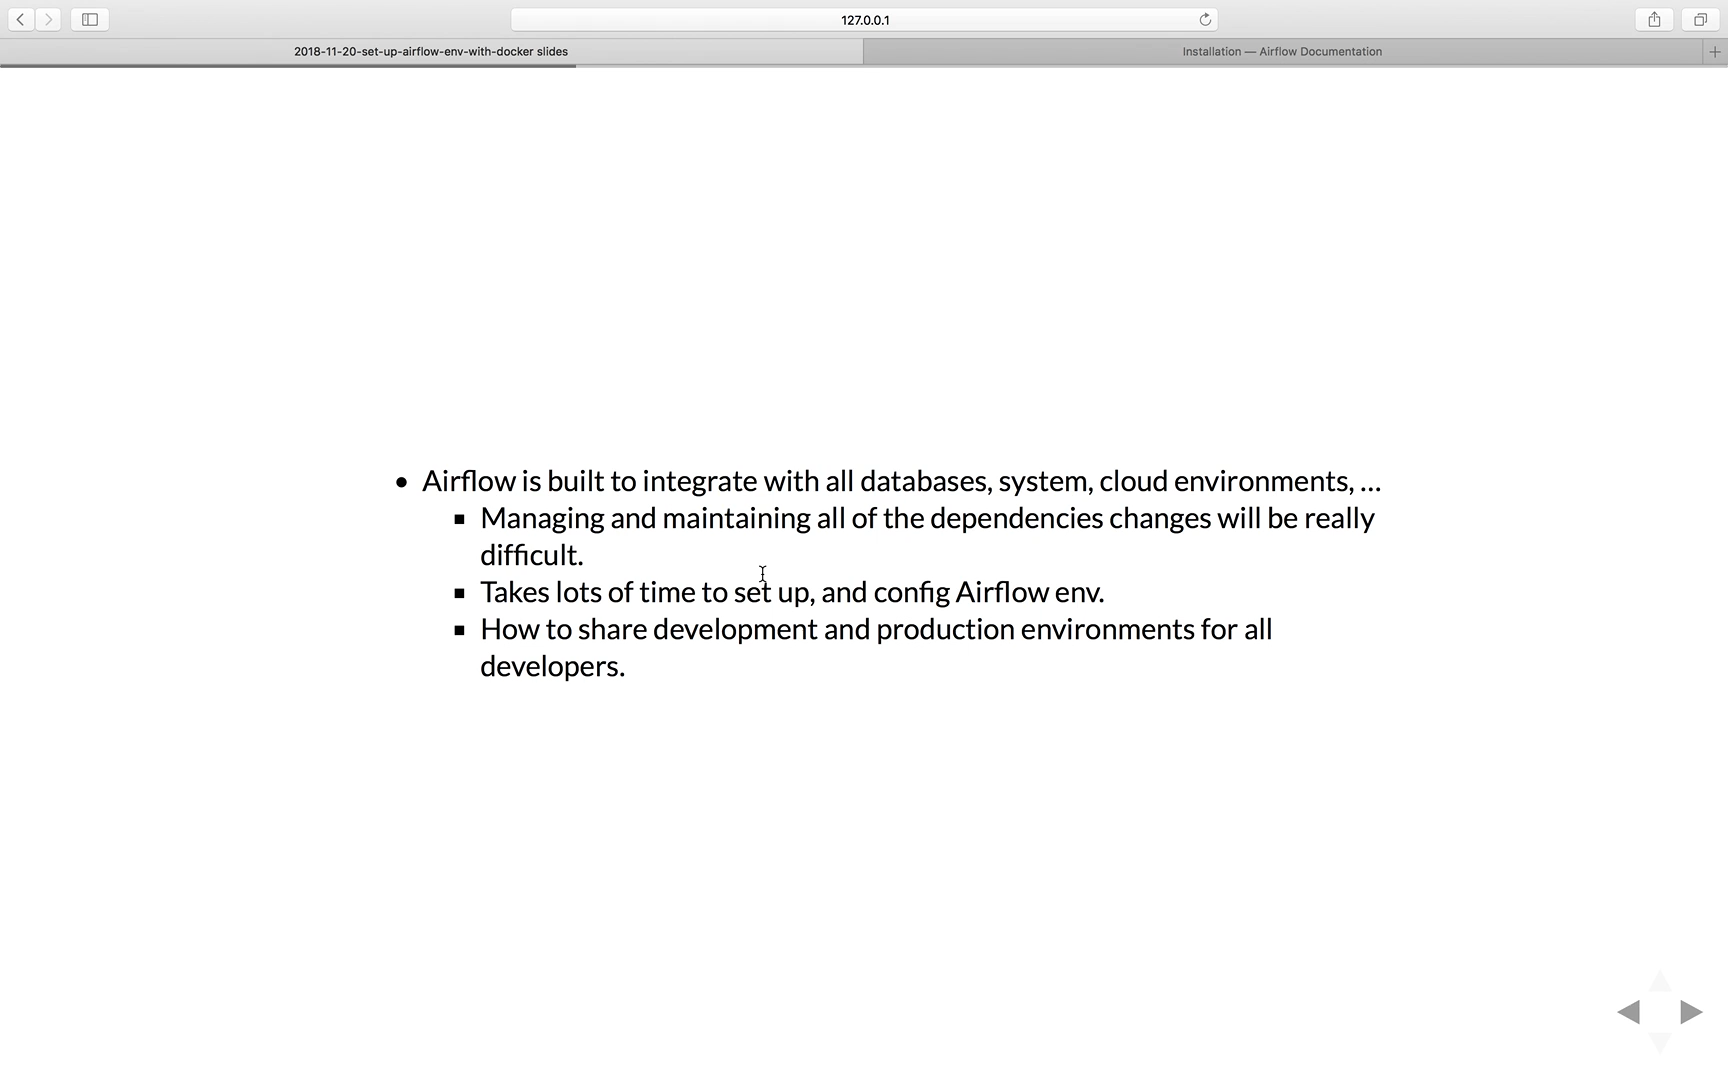 127.0.0.1
2018-11-20-set-up-airflow-env-with-docker slides
Installation — Airflow Documentation
• Airflow is built to integrate with all databases, system, cloud environments, ...
▪ Managing and maintaining all of the dependencies changes will be really
difficult.
▪ Takes lots of time to set up, and config Airflow env.
▪ How to share development and production environments for all
developers.